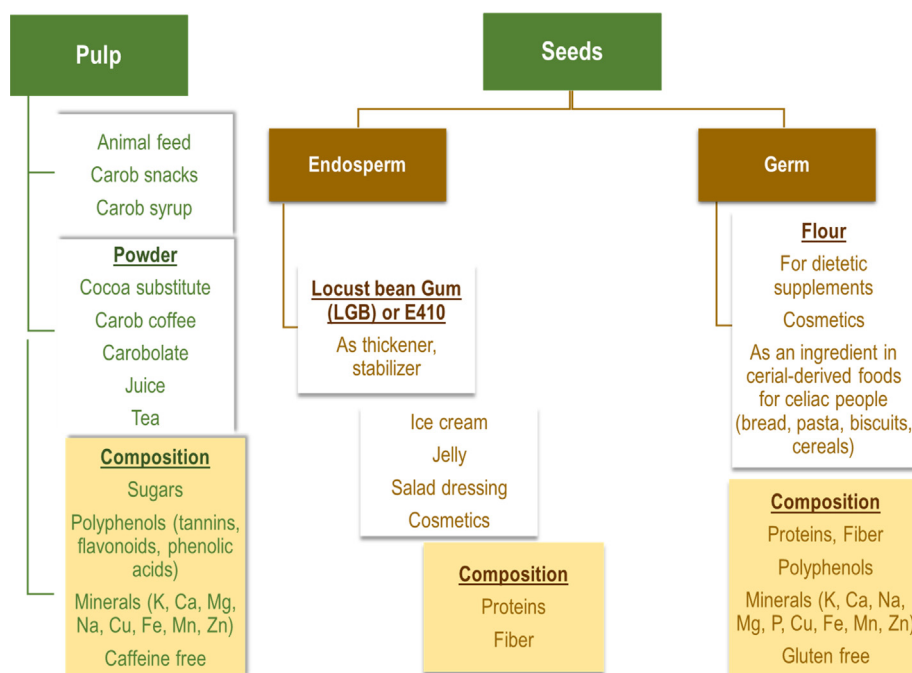 Pulp
Animal feed
Carob snacks
Carob syrup
Powder
Cocoa substitute
Carob coffee
Carobolate
Juice
Tea
Composition
Sugars
Polyphenols (tannins,
flavonoids, phenolic
acids)
Minerals (K, Ca, Mg,
Na, Cu, Fe, Mn, Zn)
Caffeine free
Seeds
Endosperm
Locust bean Gum
(LGB) or E410
As thickener,
stabilizer
Ice cream
Jelly
Salad dressing
Cosmetics
Composition
Proteins
Fiber
Germ
Flour
For dietetic
supplements
Cosmetics
As an ingredient in
cerial-derived foods
for celiac people
(bread, pasta, biscuits,
cereals)
Composition
Proteins, Fiber
Polyphenols
Minerals (K, Ca, Na,
Mg, P, Cu, Fe, Mn, Zn)
Gluten free